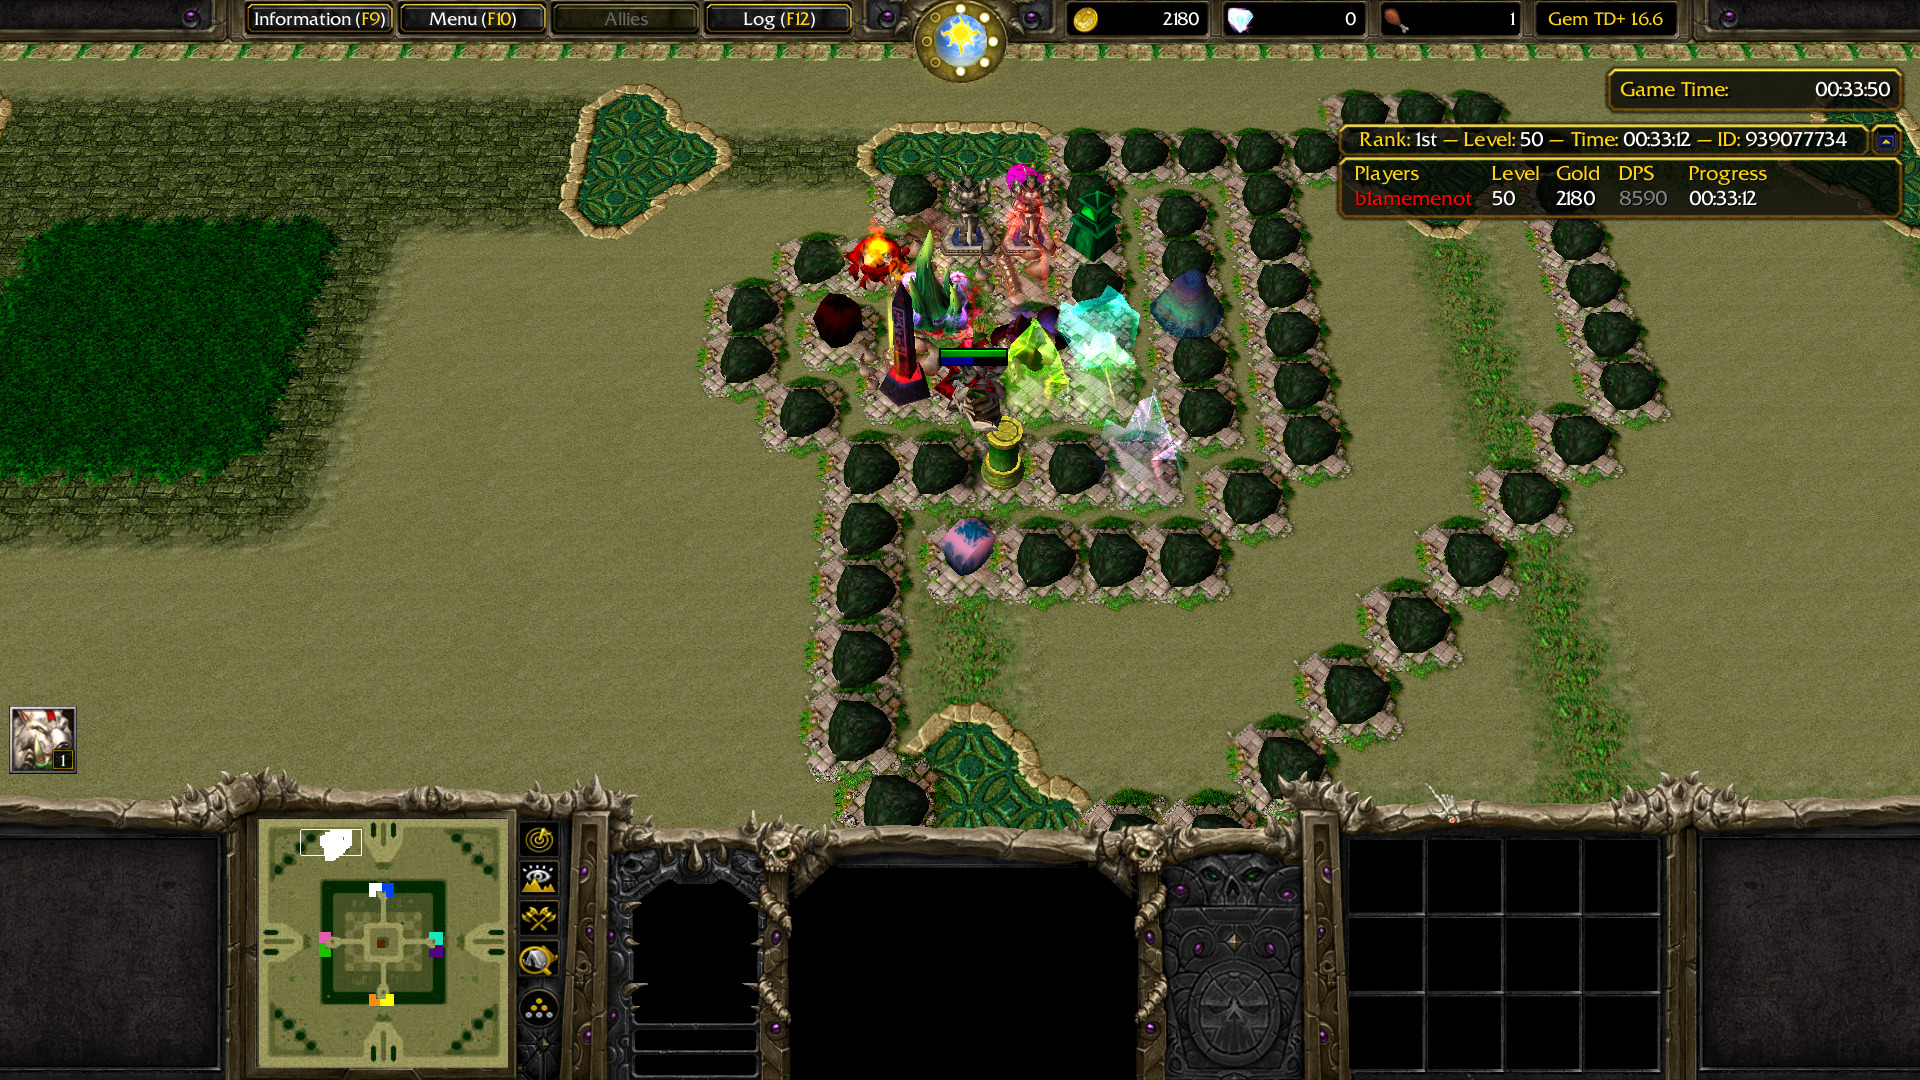 Information (F9)
Menu (F10)
Allies
Log (F12)
2180
0
1
Gem TD+ 16.6
Game Time: 00:33:50
Rank: 1st — Level: 50 — Time: 00:33:12 — ID: 939077734
Players Level Gold DPS Progress
blamemenot 50 2180 8590 00:33:12
1